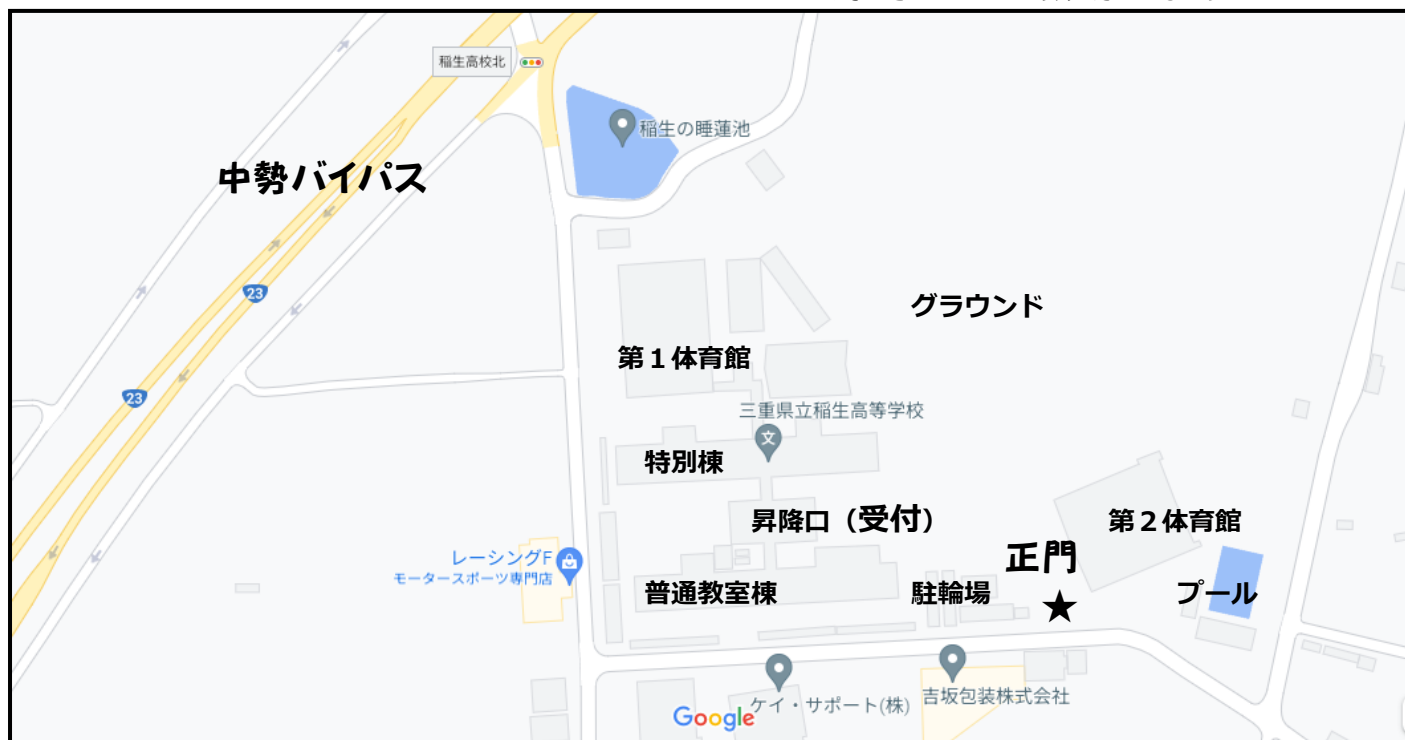 稲生高校北
稲生の睡蓮池
中勢バイパス
23
グラウンド
第1体育館
23
三重県立稲生高等学校
文
特別棟
昇降口（受付）
第2体育館
正門
レーシングF
モータースポーツ専門店
普通教室棟
駐輪場
★
プール
ケイ・サポート(株)
吉坂包装株式会社
Google